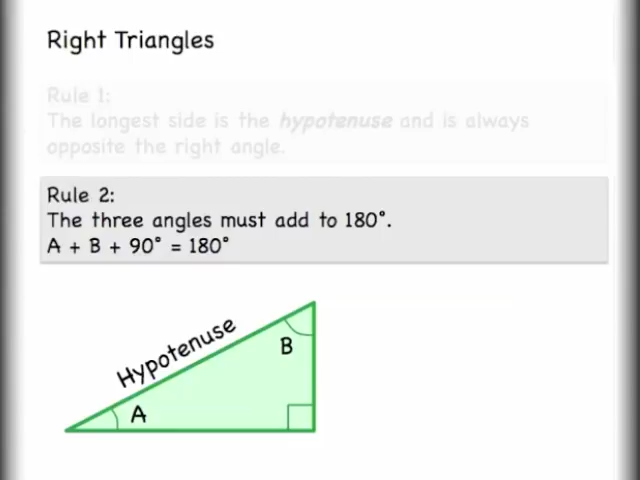 Right Triangles
Rule 1:
The longest side is the hypotenuse and is always
opposite the right angle.
Rule 2:
The three angles must add to 180°.
A + B + 90° = 180°
Hypotenuse
B
A